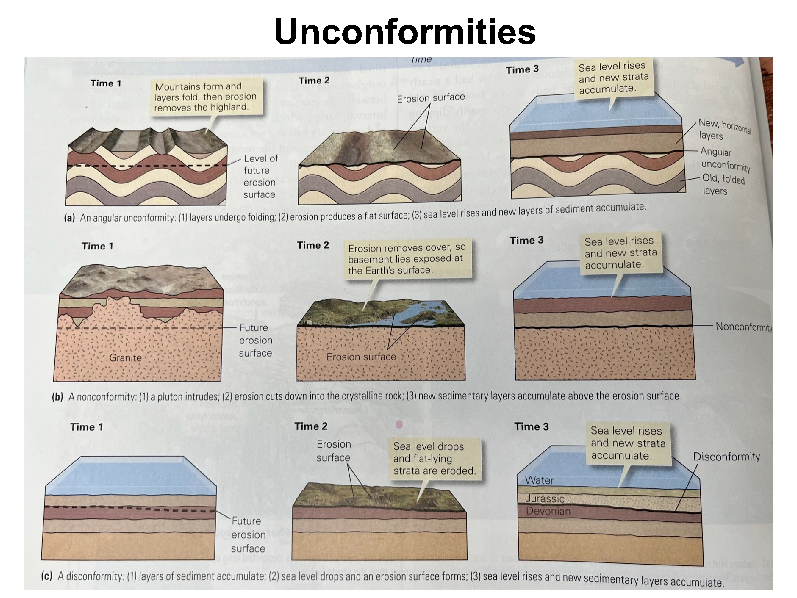 Unconformities
Time
Time 1
Mountains form and
layers fold, then erosion
removes the highland.
Level of
future
erosion
surface
Time 2
Erosion surface
Time 3
Sea level rises
and new strata
accumulate.
New, horizontal
layers
Angular
unconformity
Old, folded
layers
(a) An angular unconformity: (1) layers undergo folding; (2) erosion produces a flat surface; (3) sea level rises and new layers of sediment accumulate.
Time 1
Granite
Future
erosion
surface
Time 2
Erosion removes cover, so
basement lies exposed at
the Earth's surface.
Erosion surface
Time 3
Sea level rises
and new strata
accumulate.
Nonconformity
(b) A nonconformity: (1) a pluton intrudes; (2) erosion cuts down into the crystalline rock; (3) new sedimentary layers accumulate above the erosion surface.
Time 1
Future
erosion
surface
Time 2
Erosion
surface
Sea level drops
and flat-lying
strata are eroded.
Time 3
Sea level rises
and new strata
accumulate.
Disconformity
Water
Jurassic
Devonian
(c) A disconformity: (1) layers of sediment accumulate; (2) sea level drops and an erosion surface forms; (3) sea level rises and new sedimentary layers accumulate.